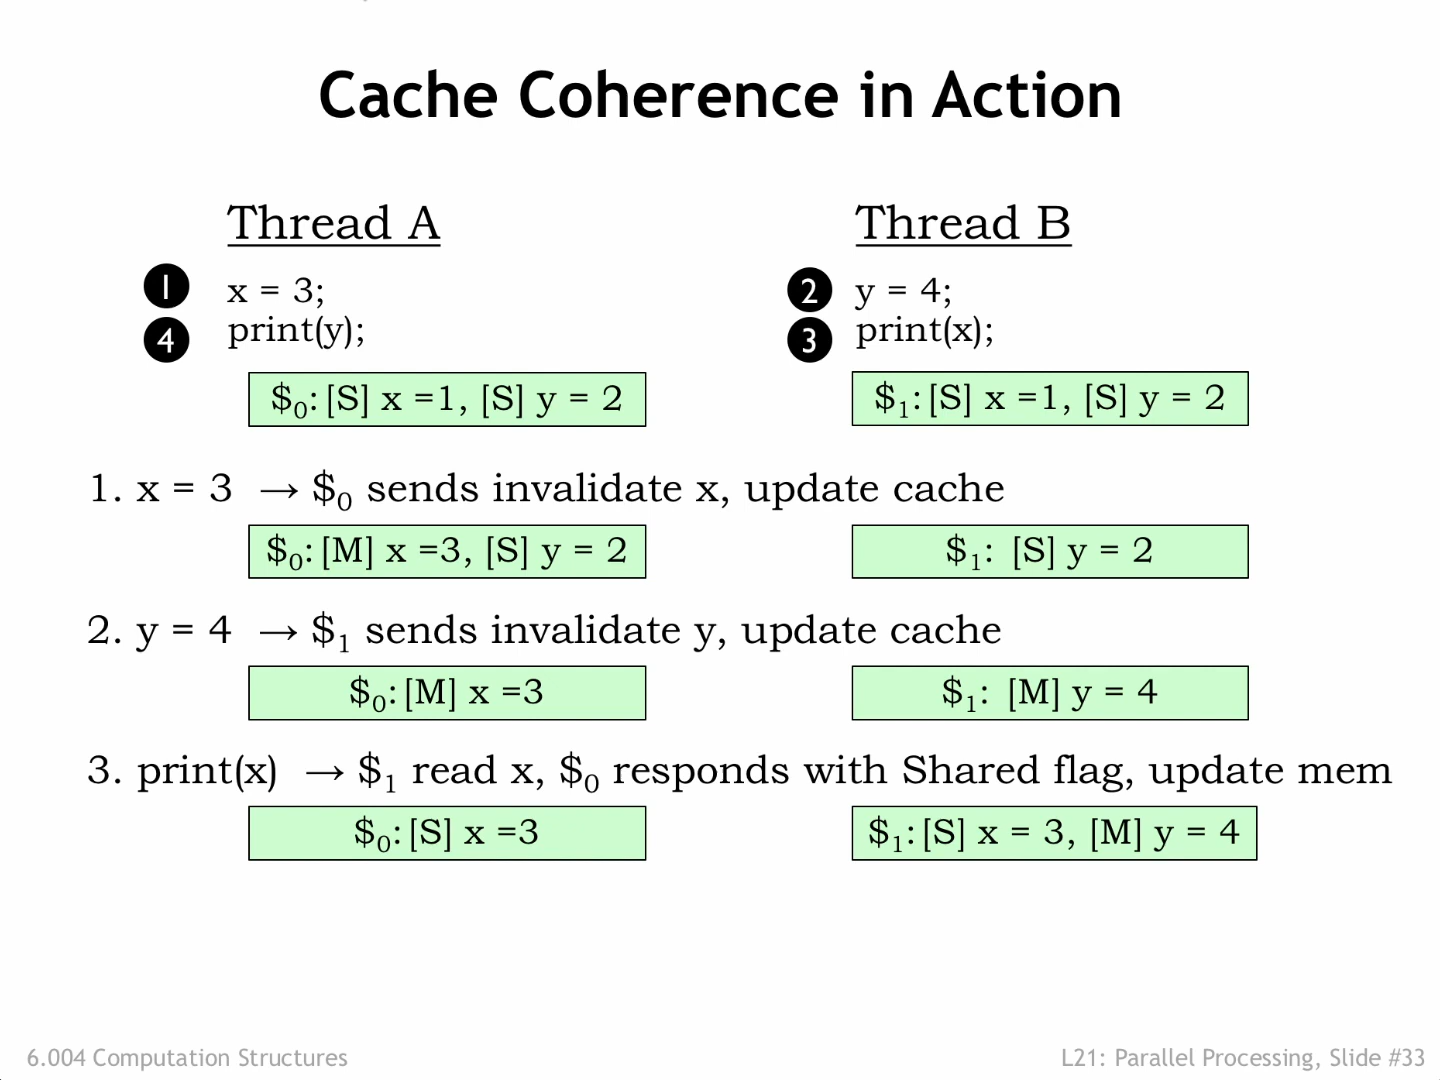 Cache Coherence in Action
Thread A
Thread B
1 x = 3;
4 print(y);
2 y = 4;
3 print(x);
$0: [S] x =1, [S] y = 2
$1: [S] x =1, [S] y = 2
1. x = 3 → $0 sends invalidate x, update cache
$0: [M] x =3, [S] y = 2
$1: [S] y = 2
2. y = 4 → $1 sends invalidate y, update cache
$0: [M] x =3
$1: [M] y = 4
3. print(x) → $1 read x, $0 responds with Shared flag, update mem
$0: [S] x =3
$1: [S] x = 3, [M] y = 4
6.004 Computation Structures
L21: Parallel Processing, Slide #33